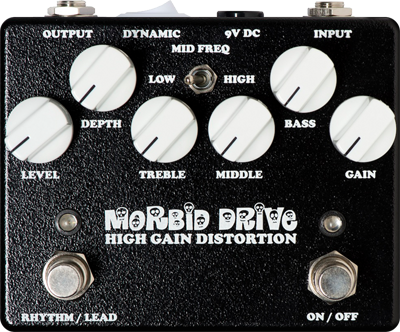 OUTPUT DYNAMIC 9V DC INPUT
MID FREQ
LOW HIGH
DEPTH BASS
LEVEL TREBLE MIDDLE GAIN
MORBID DRIVE
HIGH GAIN DISTORTION
RHYTHM / LEAD ON / OFF